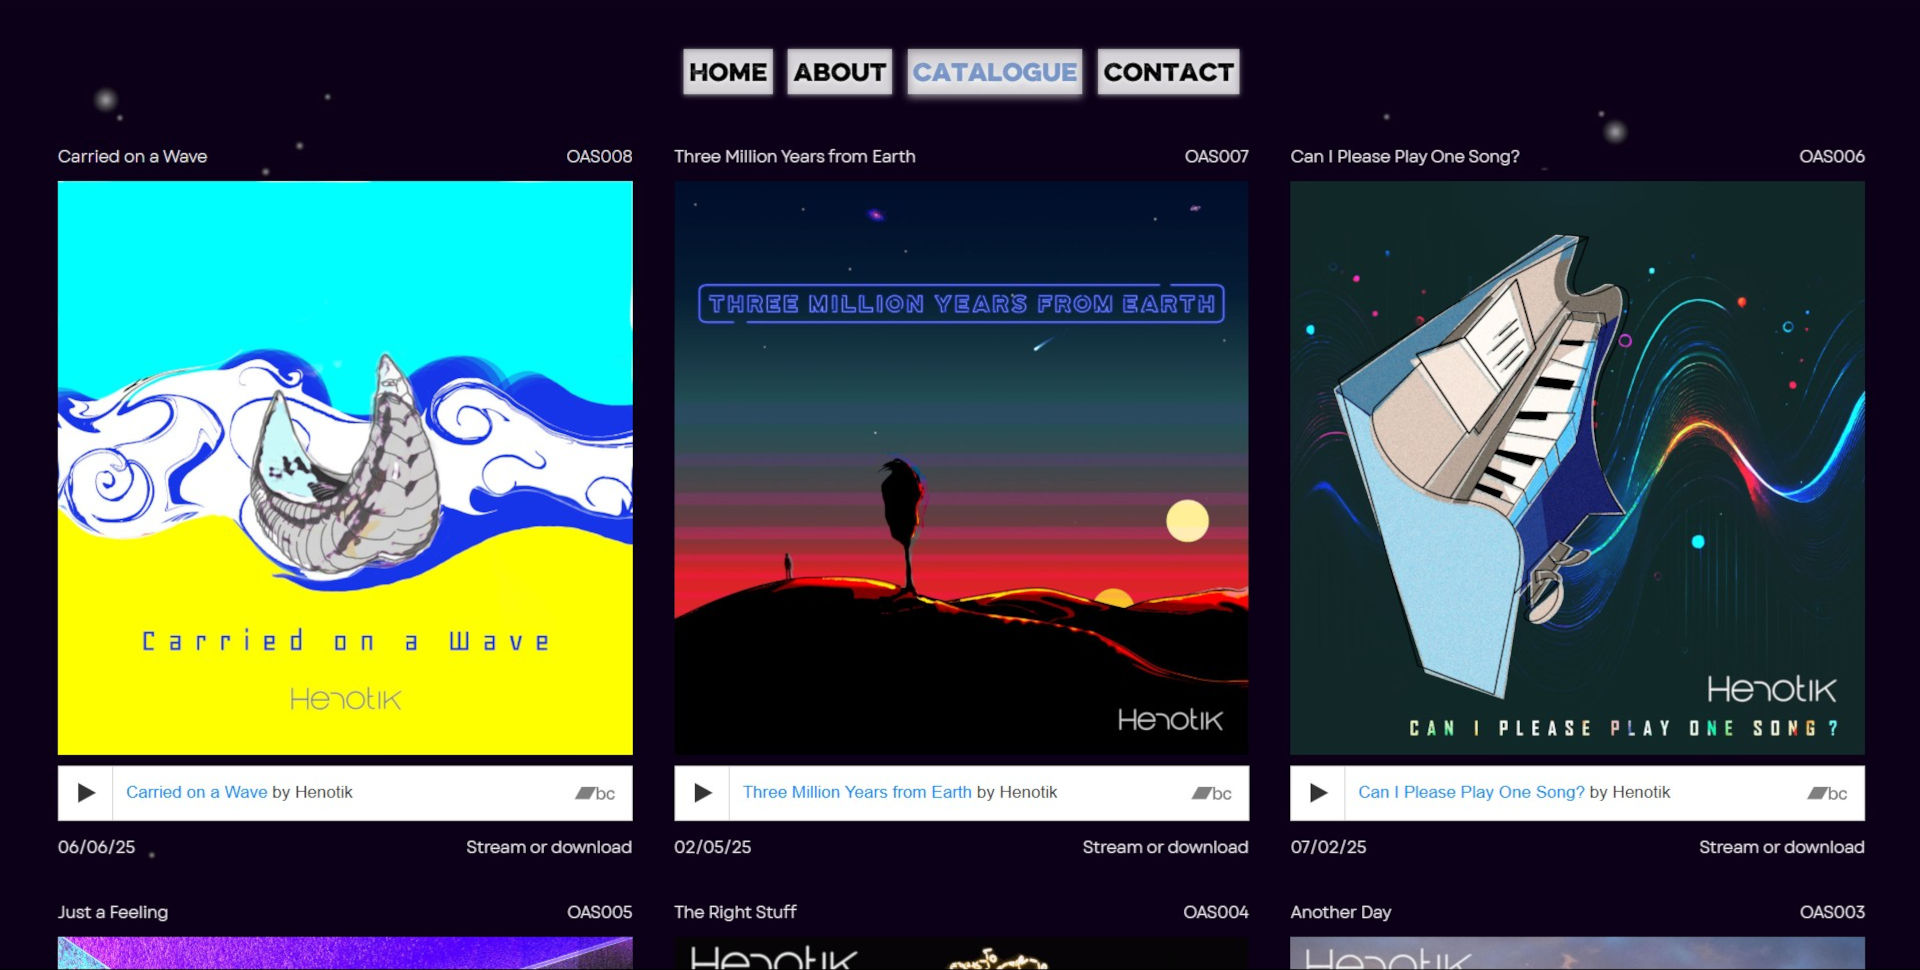 HOME ABOUT CATALOGUE CONTACT
Carried on a Wave OAS008
Three Million Years from Earth OAS007
Can I Please Play One Song? OAS006
Carried on a Wave
Henotik
THREE MILLION YEARS FROM EARTH
Henotik
Henotik
CAN I PLEASE PLAY ONE SONG?
Carried on a Wave by Henotik bc
Three Million Years from Earth by Henotik bc
Can I Please Play One Song? by Henotik bc
06/06/25 Stream or download
02/05/25 Stream or download
07/02/25 Stream or download
Just a Feeling OAS005
The Right Stuff OAS004
Another Day OAS003
Henotik
Henotik